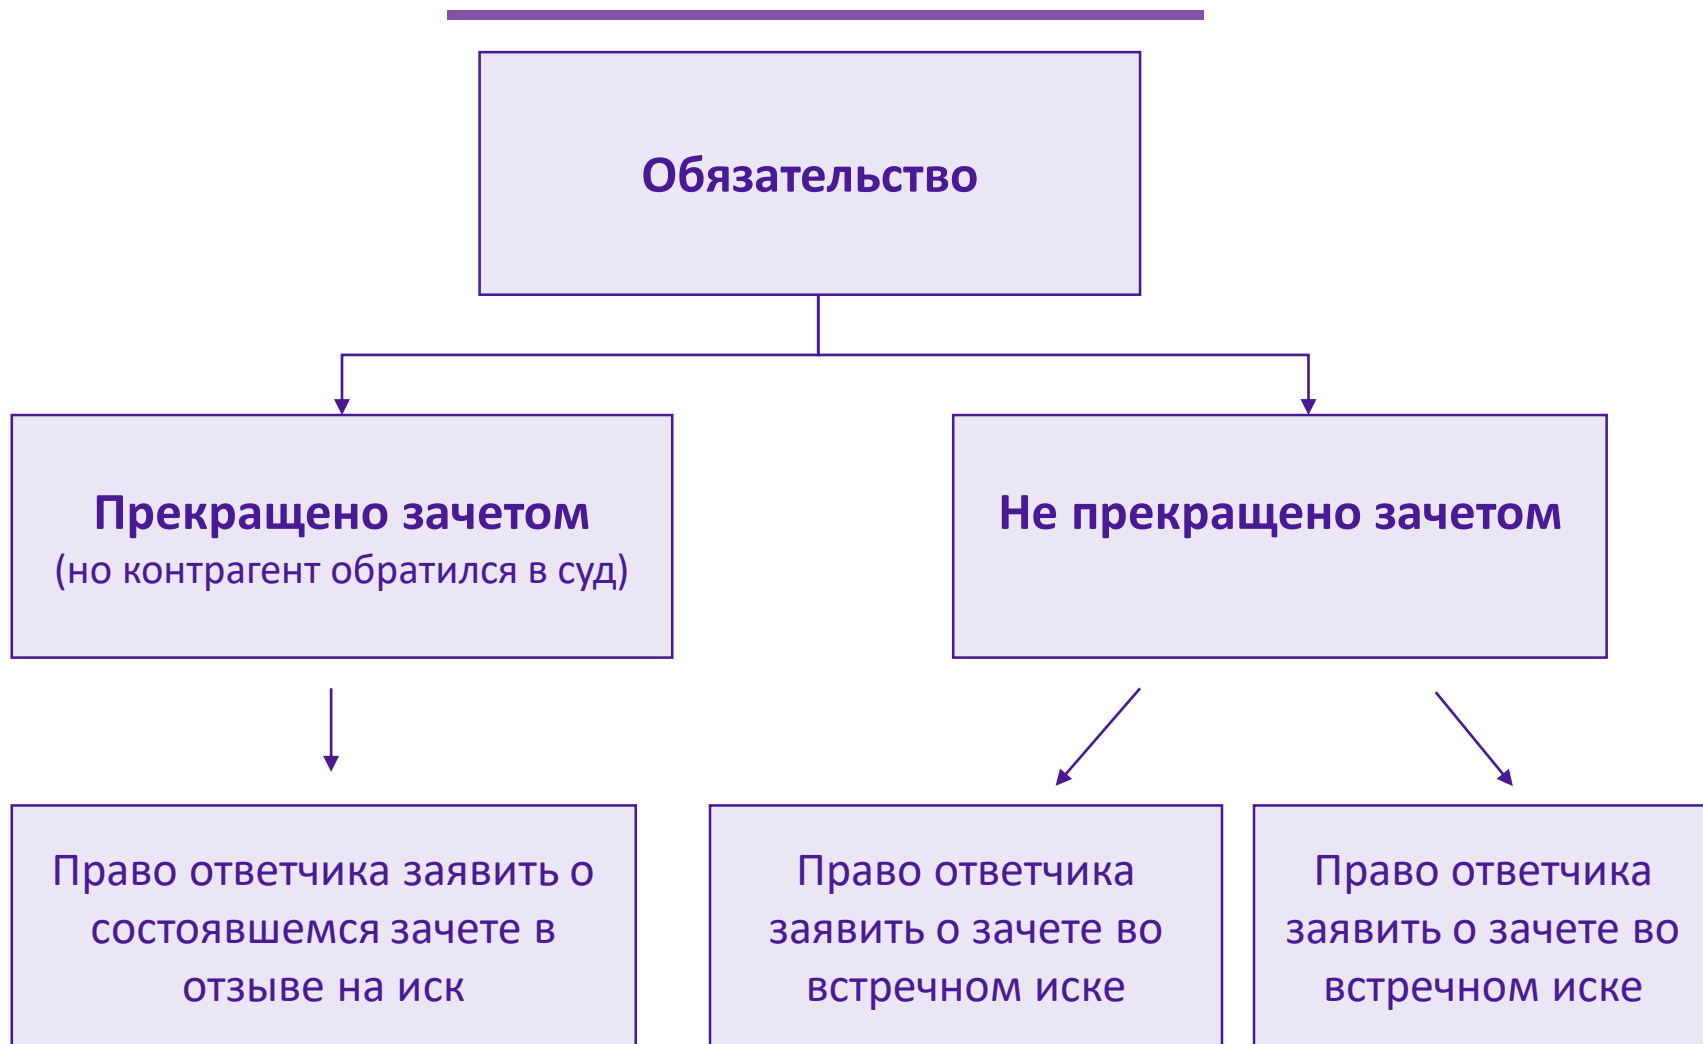 Обязательство
Прекращено зачетом
(но контрагент обратился в суд)
Не прекращено зачетом
Право ответчика заявить о
состоявшемся зачете в
отзыве на иск
Право ответчика
заявить о зачете во
встречном иске
Право ответчика
заявить о зачете во
встречном иске